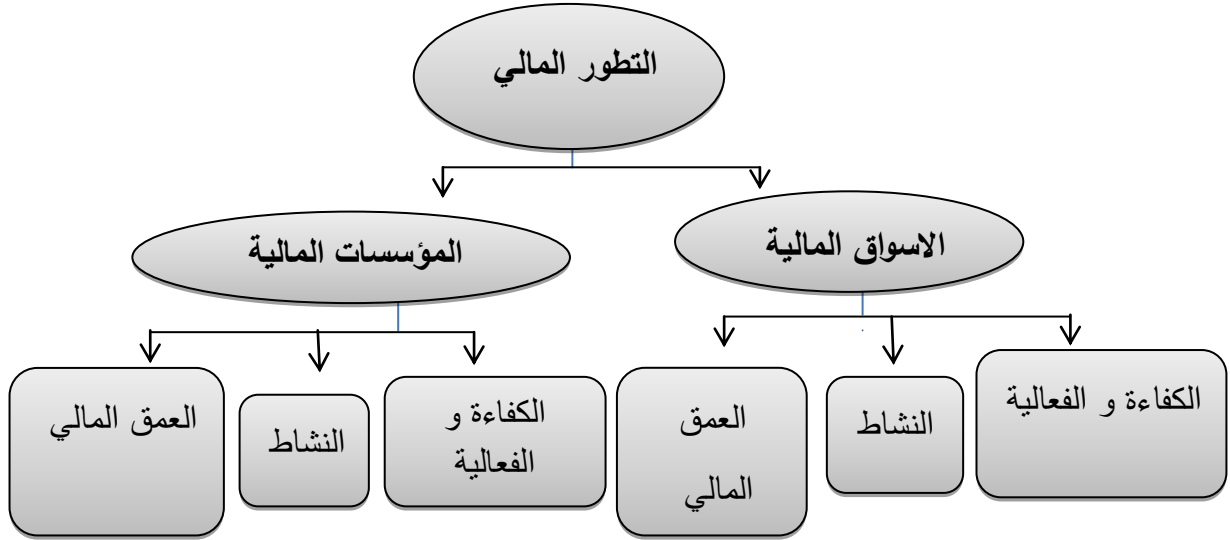 التطور المالي
الاسواق المالية
المؤسسات المالية
الكفاءة و الفعالية
النشاط
العمق
المالي
الكفاءة و
الفعالية
النشاط
العمق المالي